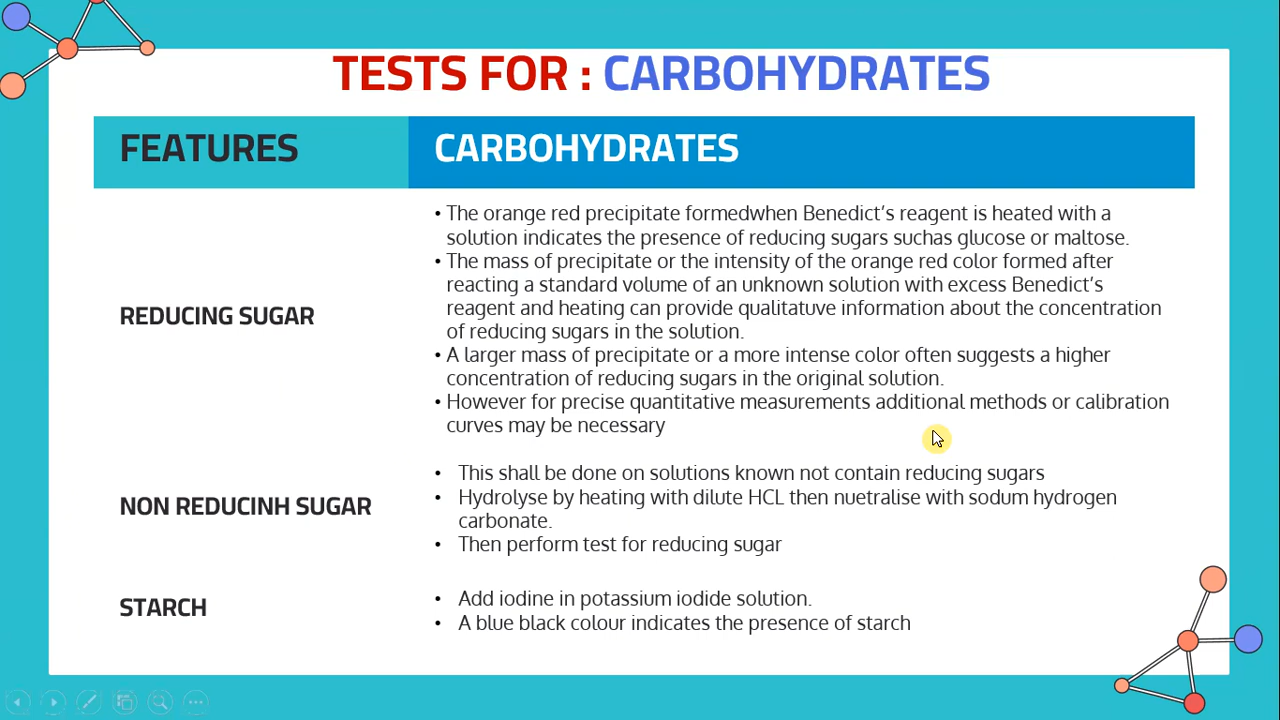 TESTS FOR : CARBOHYDRATES
FEATURES
CARBOHYDRATES
REDUCING SUGAR
• The orange red precipitate formedwhen Benedict's reagent is heated with a
solution indicates the presence of reducing sugars suchas glucose or maltose.
• The mass of precipitate or the intensity of the orange red color formed after
reacting a standard volume of an unknown solution with excess Benedict's
reagent and heating can provide qualitatuve information about the concentration
of reducing sugars in the solution.
• A larger mass of precipitate or a more intense color often suggests a higher
concentration of reducing sugars in the original solution.
• However for precise quantitative measurements additional methods or calibration
curves may be necessary
NON REDUCINH SUGAR
• This shall be done on solutions known not contain reducing sugars
• Hydrolyse by heating with dilute HCL then nuetralise with sodum hydrogen
carbonate.
• Then perform test for reducing sugar
STARCH
• Add iodine in potassium iodide solution.
• A blue black colour indicates the presence of starch